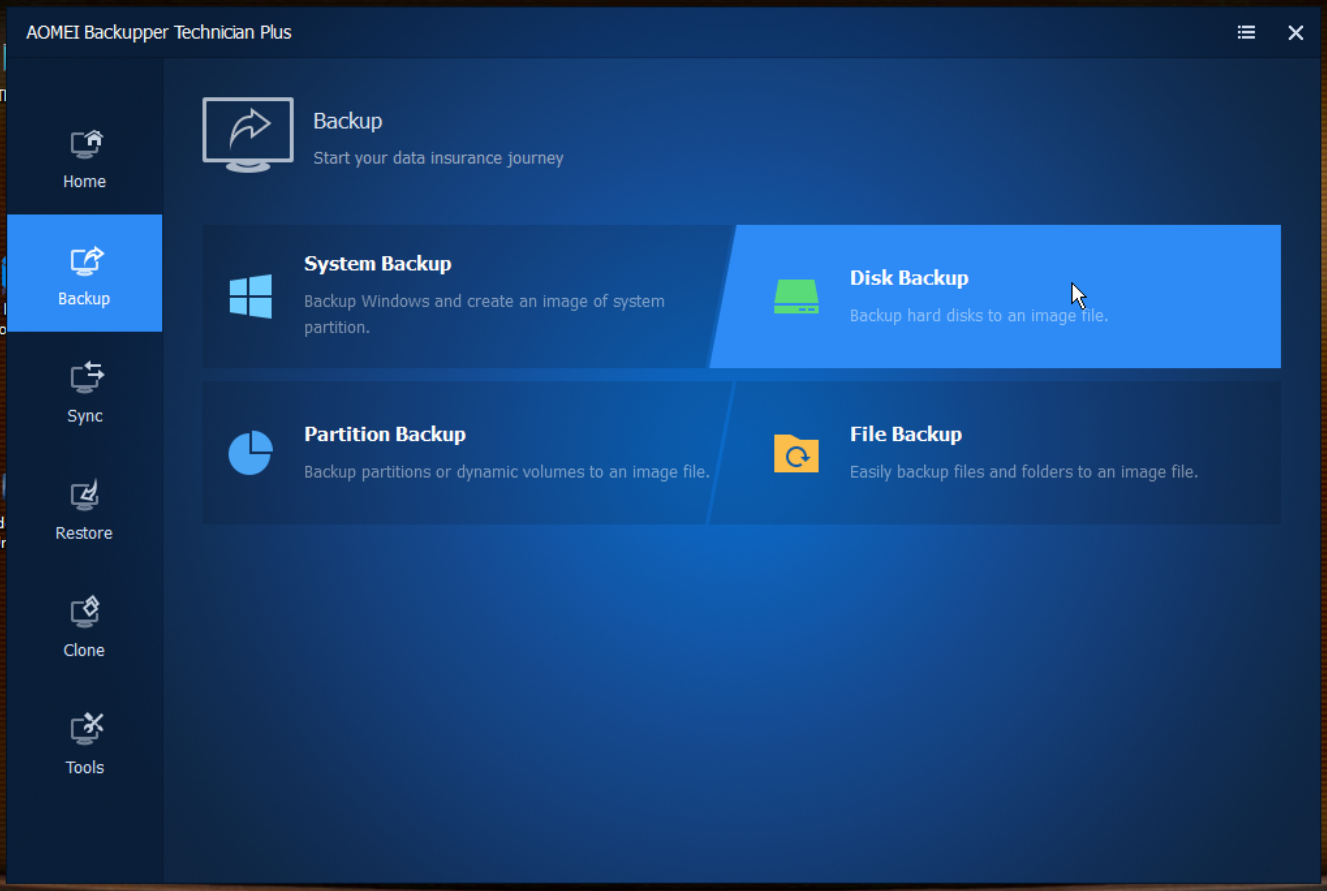 AOMEI Backupper Technician Plus
Home
Backup
Sync
Restore
Clone
Tools
Backup
Start your data insurance journey
System Backup
Backup Windows and create an image of system
partition.
Disk Backup
Backup hard disks to an image file.
Partition Backup
Backup partitions or dynamic volumes to an image file.
File Backup
Easily backup files and folders to an image file.